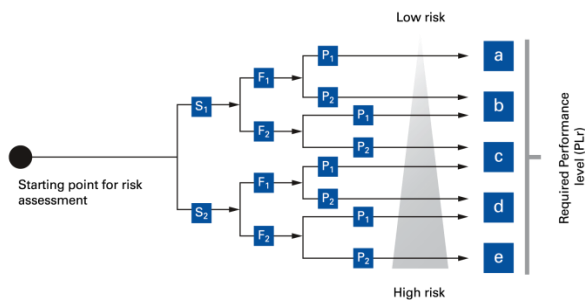 Low risk
P1
a
F1
P2
b
S1
P1
F2
P2
c
Starting point for risk
assessment
P1
F1
P2
d
S2
P1
F2
P2
e
High risk
Required Performance
level (PLr)